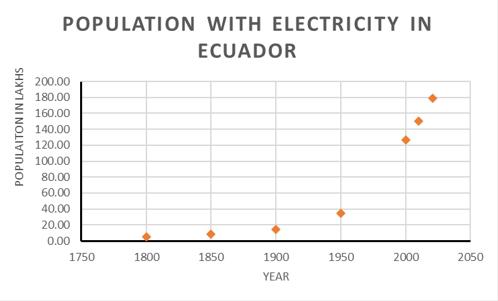 POPULATION WITH ELECTRICITY IN
ECUADOR
POPULAITON IN LAKHS
200.00
180.00
160.00
140.00
120.00
100.00
80.00
60.00
40.00
20.00
0.00
1750 1800 1850 1900 1950 2000 2050
YEAR